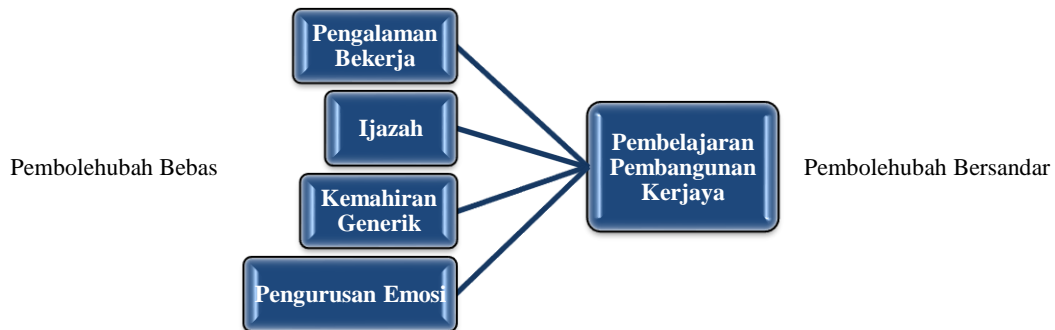 Pengalaman
Bekerja
Ijazah
Pembelajaran
Pembangunan
Kerjaya
Pembolehubah Bebas
Pembolehubah Bersandar
Kemahiran
Generik
Pengurusan Emosi